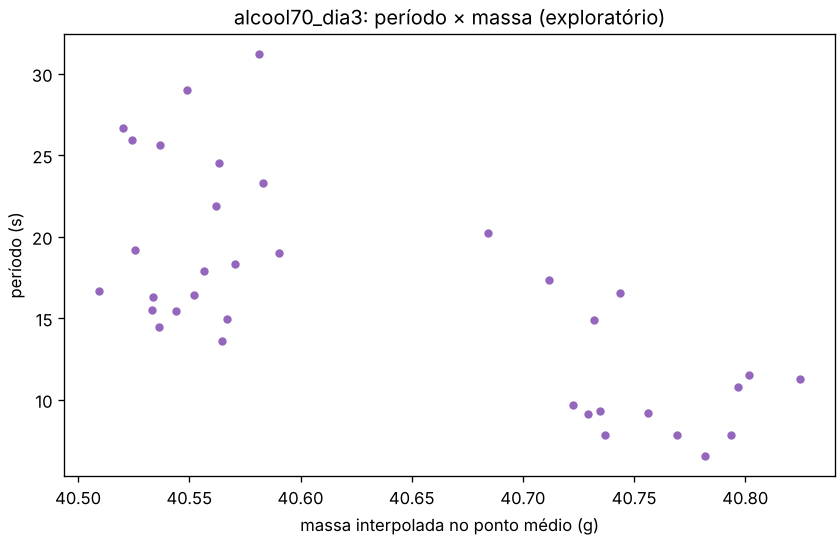 alcool70_dia3: período × massa (exploratório)
período (s)
30
25
20
15
10
40.50 40.55 40.60 40.65 40.70 40.75 40.80
massa interpolada no ponto médio (g)